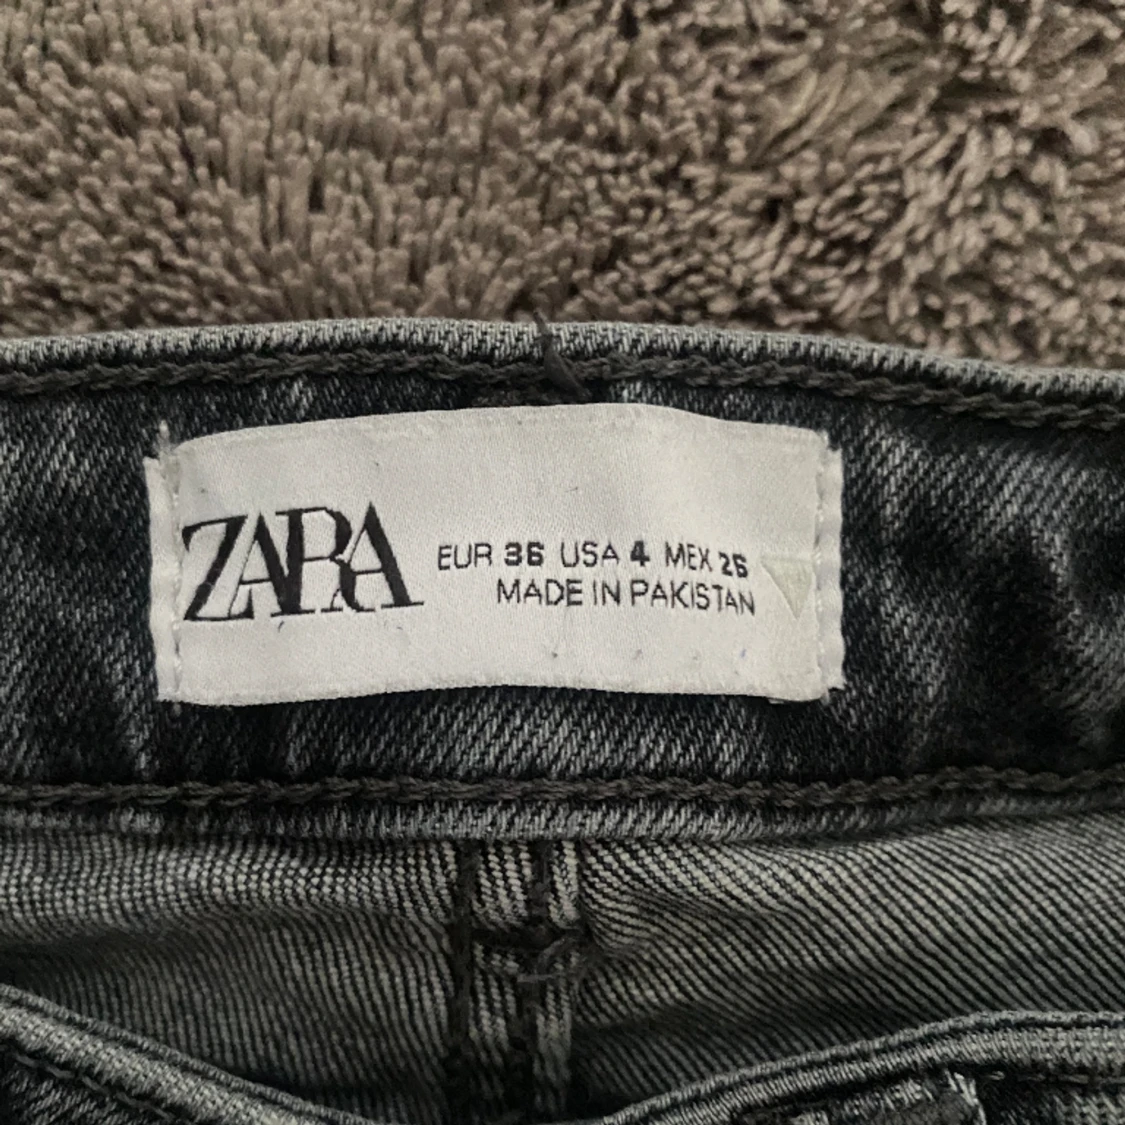 ZARA
EUR 36 USA 4 MEX 26
MADE IN PAKISTAN